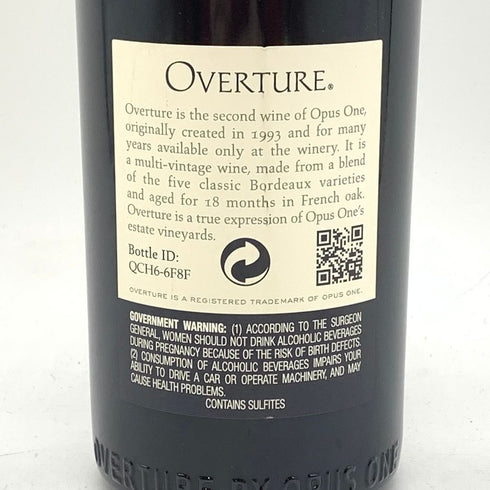 OVERTURE®
Overture is the second wine of Opus One,
originally created in 1993 and for many
years available only at the winery. It is
a multi-vintage wine, made from a blend
of the five classic Bordeaux varieties
and aged for 18 months in French oak.
Overture is a true expression of Opus One's
estate vineyards.
Bottle ID:
QCH6-6F8F
OVERTURE IS A REGISTERED TRADEMARK OF OPUS ONE.
GOVERNMENT WARNING: (1) ACCORDING TO THE SURGEON
GENERAL, WOMEN SHOULD NOT DRINK ALCOHOLIC BEVERAGES
DURING PREGNANCY BECAUSE OF THE RISK OF BIRTH DEFECTS.
(2) CONSUMPTION OF ALCOHOLIC BEVERAGES IMPAIRS YOUR
ABILITY TO DRIVE A CAR OR OPERATE MACHINERY, AND MAY
CAUSE HEALTH PROBLEMS.
CONTAINS SULFITES
OVERTURE BY OPUS ONE